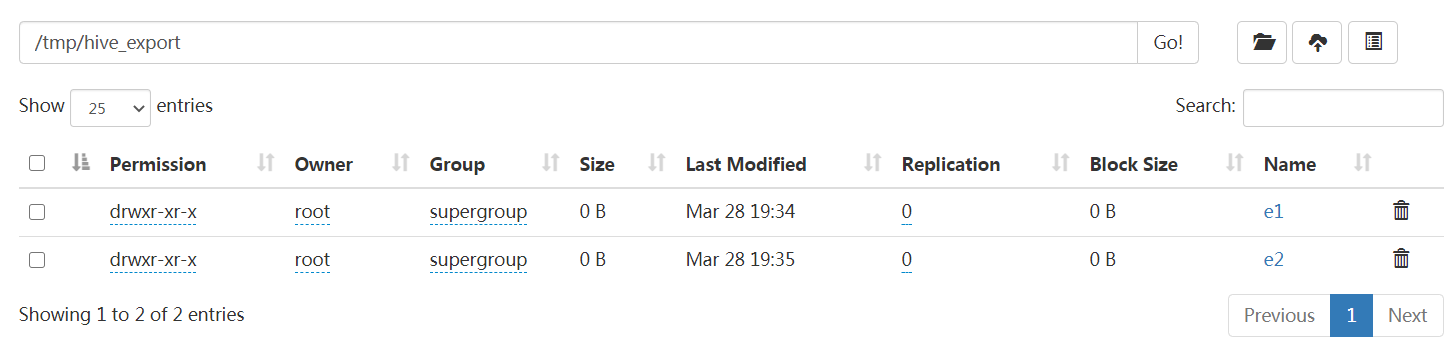 /tmp/hive_export Go!
Show 25 entries Search:
Permission Owner Group Size Last Modified Replication Block Size Name
drwxr-xr-x root supergroup 0 B Mar 28 19:34 0 0 B e1
drwxr-xr-x root supergroup 0 B Mar 28 19:35 0 0 B e2
Showing 1 to 2 of 2 entries Previous 1 Next